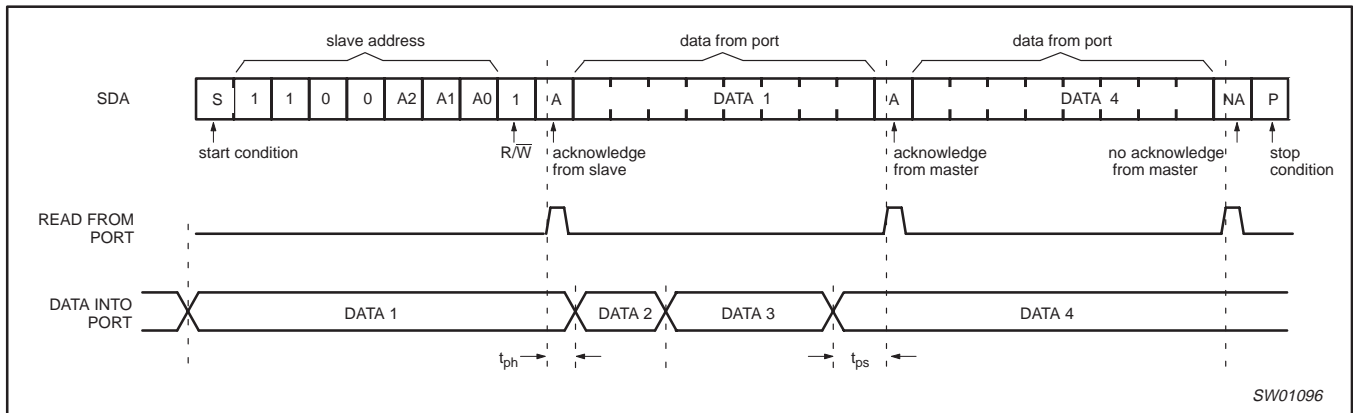 slave address
data from port
data from port
SDA S 1 1 0 0 A2 A1 A0 1 A DATA 1 A DATA 4 NA P
start condition
R/W̅
acknowledge
from slave
acknowledge
from master
no acknowledge
from master
stop
condition
READ FROM
PORT
DATA INTO
PORT
DATA 1 DATA 2 DATA 3 DATA 4
tph
tps
SW01096